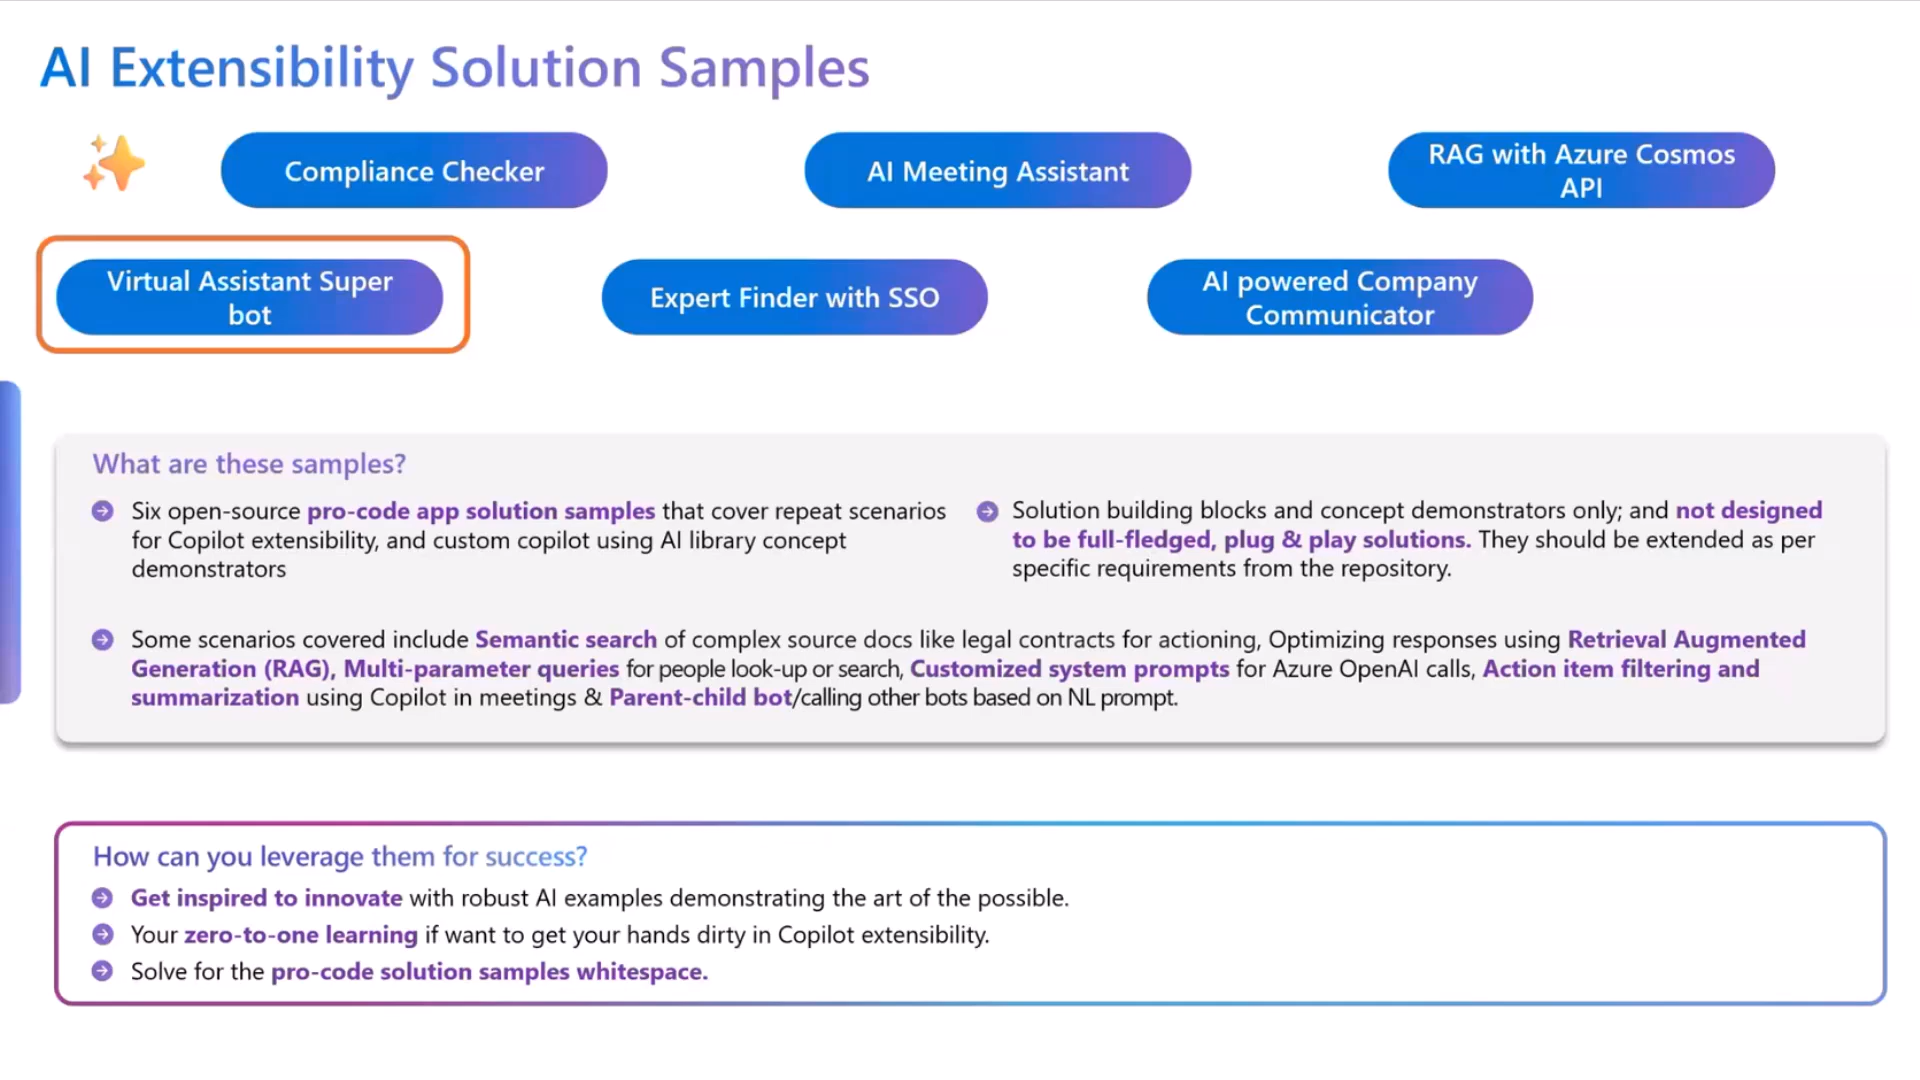 AI Extensibility Solution Samples
Compliance Checker
AI Meeting Assistant
RAG with Azure Cosmos
API
Virtual Assistant Super
bot
Expert Finder with SSO
AI powered Company
Communicator
What are these samples?
Six open-source pro-code app solution samples that cover repeat scenarios
for Copilot extensibility, and custom copilot using AI library concept
demonstrators
Solution building blocks and concept demonstrators only; and not designed
to be full-fledged, plug & play solutions. They should be extended as per
specific requirements from the repository.
Some scenarios covered include Semantic search of complex source docs like legal contracts for actioning, Optimizing responses using Retrieval Augmented
Generation (RAG), Multi-parameter queries for people look-up or search, Customized system prompts for Azure OpenAI calls, Action item filtering and
summarization using Copilot in meetings & Parent-child bot/calling other bots based on NL prompt.
How can you leverage them for success?
Get inspired to innovate with robust AI examples demonstrating the art of the possible.
Your zero-to-one learning if want to get your hands dirty in Copilot extensibility.
Solve for the pro-code solution samples whitespace.